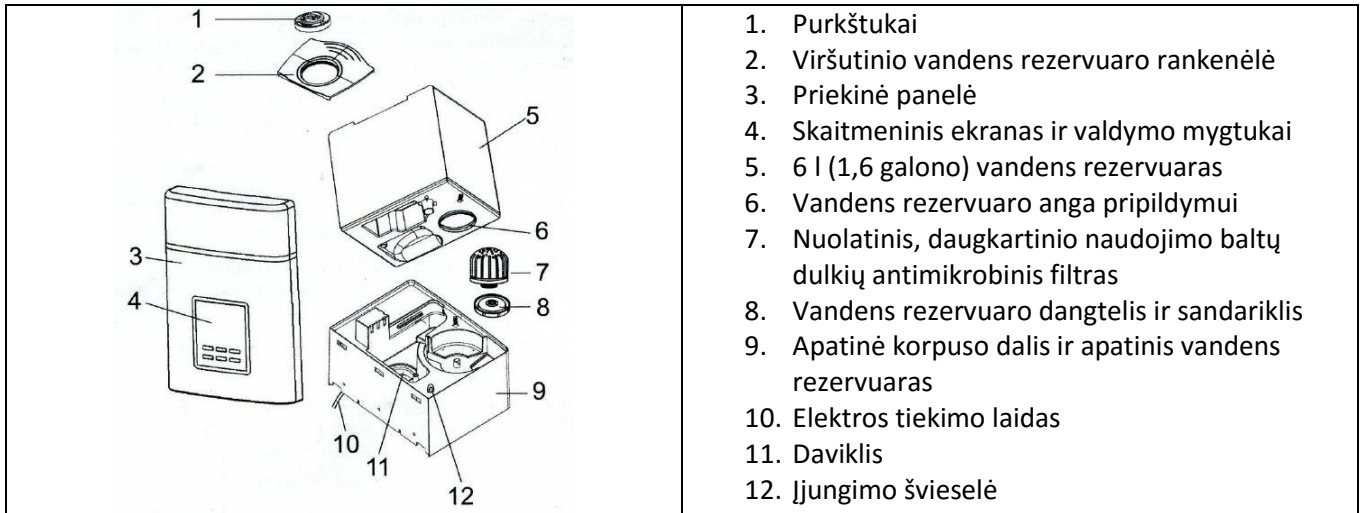 1
2
3
4
5
6
7
8
9
10
11
12
1. Purkštukai
2. Viršutinio vandens rezervuaro rankenėlė
3. Priekinė panelė
4. Skaitmeninis ekranas ir valdymo mygtukai
5. 6 l (1,6 galono) vandens rezervuaras
6. Vandens rezervuaro anga pripildymui
7. Nuolatinis, daugkartinio naudojimo baltų
dulkių antimikrobinis filtras
8. Vandens rezervuaro dangtelis ir sandariklis
9. Apatinė korpuso dalis ir apatinis vandens
rezervuaras
10. Elektros tiekimo laidas
11. Daviklis
12. Įjungimo švieselė